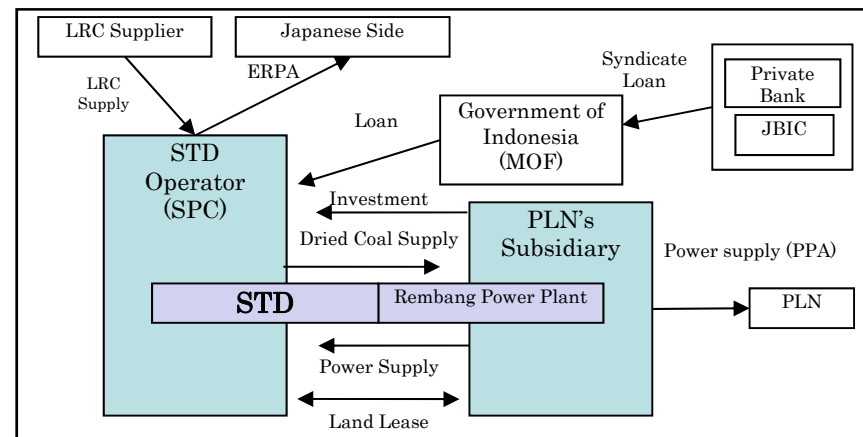 LRC Supplier
Japanese Side
LRC
Supply
ERPA
Syndicate
Loan
Private
Bank
JBIC
Loan
Government of
Indonesia
(MOF)
STD
Operator
(SPC)
Investment
Dried Coal Supply
PLN's
Subsidiary
Power supply (PPA)
STD
Rembang Power Plant
PLN
Power Supply
Land Lease